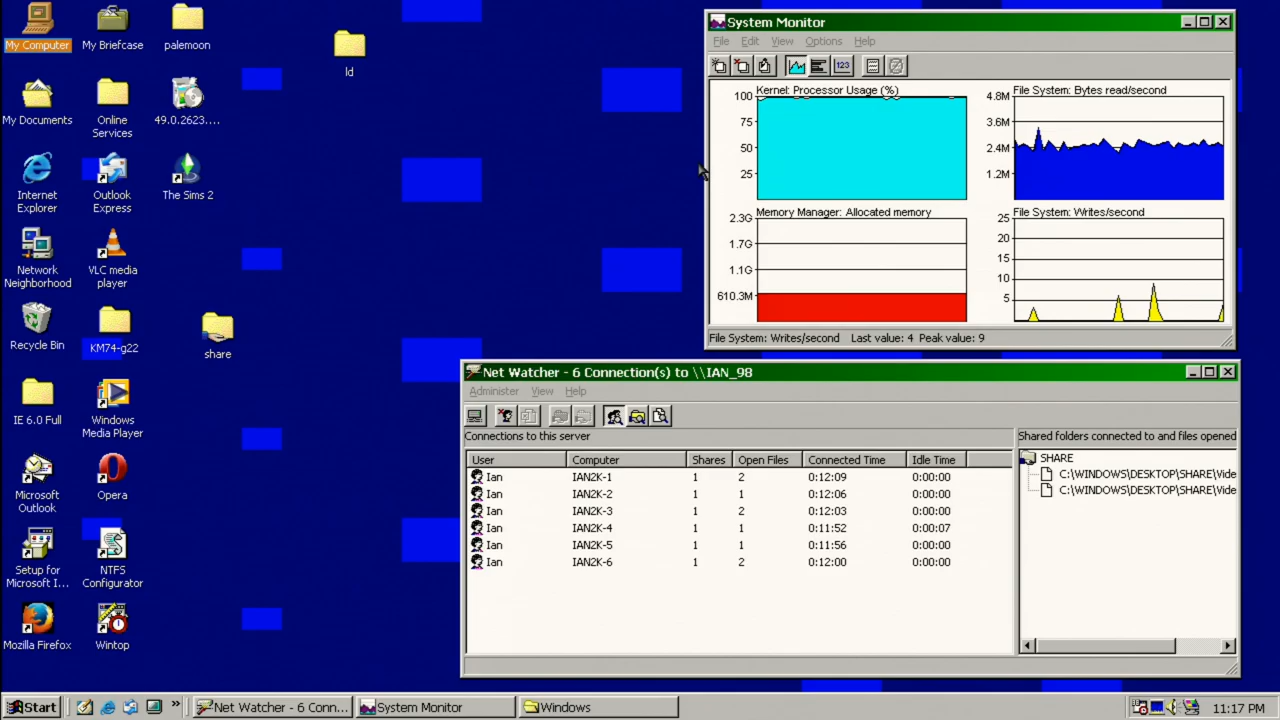 My Computer
My Briefcase
palemoon
ld
My Documents
Online
Services
49.0.2623....
Internet
Explorer
Outlook
Express
The Sims 2
Network
Neighborhood
VLC media
player
Recycle Bin
KM74-g22
share
IE 6.0 Full
Windows
Media Player
Microsoft
Outlook
Opera
Setup for
Microsoft I...
NTFS
Configurator
Mozilla Firefox
Wintop
System Monitor
File Edit View Options Help
123
Kernel: Processor Usage (%)
100
75
50
25
File System: Bytes read/second
4.8M
3.6M
2.4M
1.2M
Memory Manager: Allocated memory
2.3G
1.7G
1.1G
610.3M
File System: Writes/second
25
20
15
10
5
File System: Writes/second Last value: 4 Peak value: 9
Net Watcher - 6 Connection(s) to \\IAN_98
Administer View Help
Connections to this server
User Computer Shares Open Files Connected Time Idle Time
Ian IAN2K-1 1 2 0:12:09 0:00:00
Ian IAN2K-2 1 1 0:12:06 0:00:00
Ian IAN2K-3 1 2 0:12:03 0:00:00
Ian IAN2K-4 1 1 0:11:52 0:00:07
Ian IAN2K-5 1 1 0:11:56 0:00:00
Ian IAN2K-6 1 2 0:12:00 0:00:00
Shared folders connected to and files opened
SHARE
C:\WINDOWS\DESKTOP\SHARE\Vide
C:\WINDOWS\DESKTOP\SHARE\Vide
Start
Net Watcher - 6 Conn...
System Monitor
Windows
11:17 PM